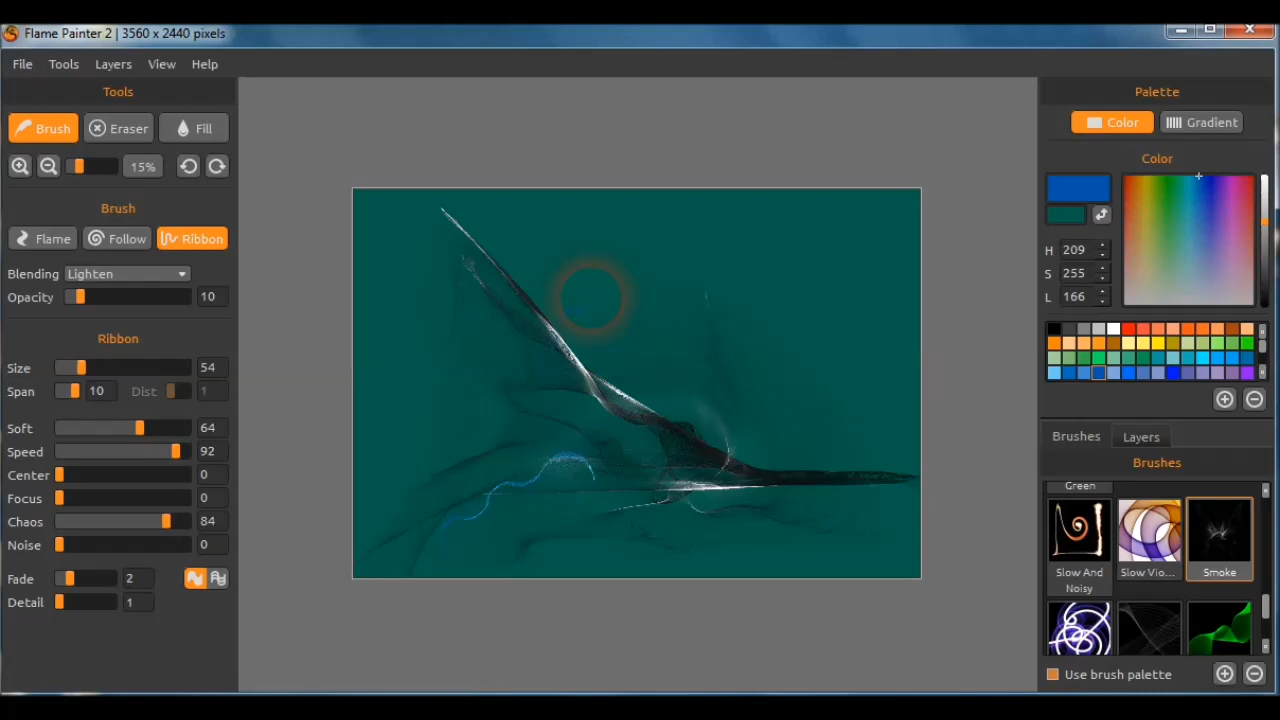 Flame Painter 2 | 3560 x 2440 pixels
File Tools Layers View Help
Tools
Brush Eraser Fill
15%
Brush
Flame Follow Ribbon
Blending Lighten
Opacity 10
Ribbon
Size 54
Span 10 Dist 1
Soft 64
Speed 92
Center 0
Focus 0
Chaos 84
Noise 0
Fade 2
Detail 1
Palette
Color Gradient
Color
H 209
S 255
L 166
Brushes Layers
Brushes
Green
Slow And
Noisy
Slow Vio...
Smoke
Use brush palette